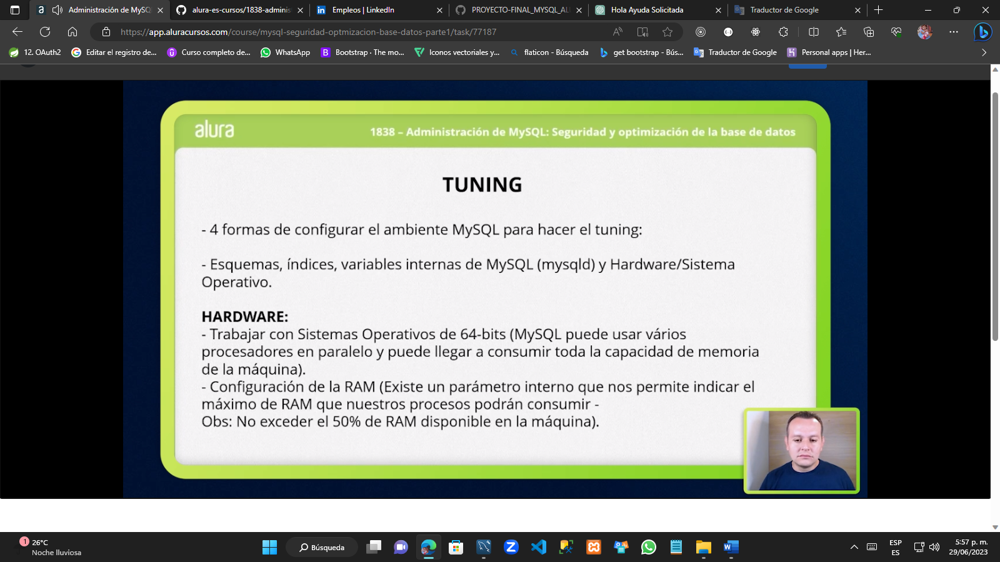 Administración de MySQL
alura-es-cursos/1838-administ
Empleos | LinkedIn
PROYECTO-FINAL_MYSQL_AL
Hola Ayuda Solicitada
Traductor de Google
https://app.aluracursos.com/course/mysql-seguridad-optmizacion-base-datos-parte1/task/77187
12. OAuth2
Editar el registro de...
Curso completo de...
WhatsApp
Bootstrap · The mo...
Iconos vectoriales y...
flaticon - Búsqueda
get bootstrap - Bús...
Traductor de Google
Personal apps | Her...
alura
1838 – Administración de MySQL: Seguridad y optimización de la base de datos
TUNING
- 4 formas de configurar el ambiente MySQL para hacer el tuning:
- Esquemas, índices, variables internas de MySQL (mysqld) y Hardware/Sistema
Operativo.
HARDWARE:
- Trabajar con Sistemas Operativos de 64-bits (MySQL puede usar vários
procesadores en paralelo y puede llegar a consumir toda la capacidad de memoria
de la máquina).
- Configuración de la RAM (Existe un parámetro interno que nos permite indicar el
máximo de RAM que nuestros procesos podrán consumir -
Obs: No exceder el 50% de RAM disponible en la máquina).
1
26°C
Noche lluviosa
Búsqueda
ESP
ES
5:57 p. m.
29/06/2023